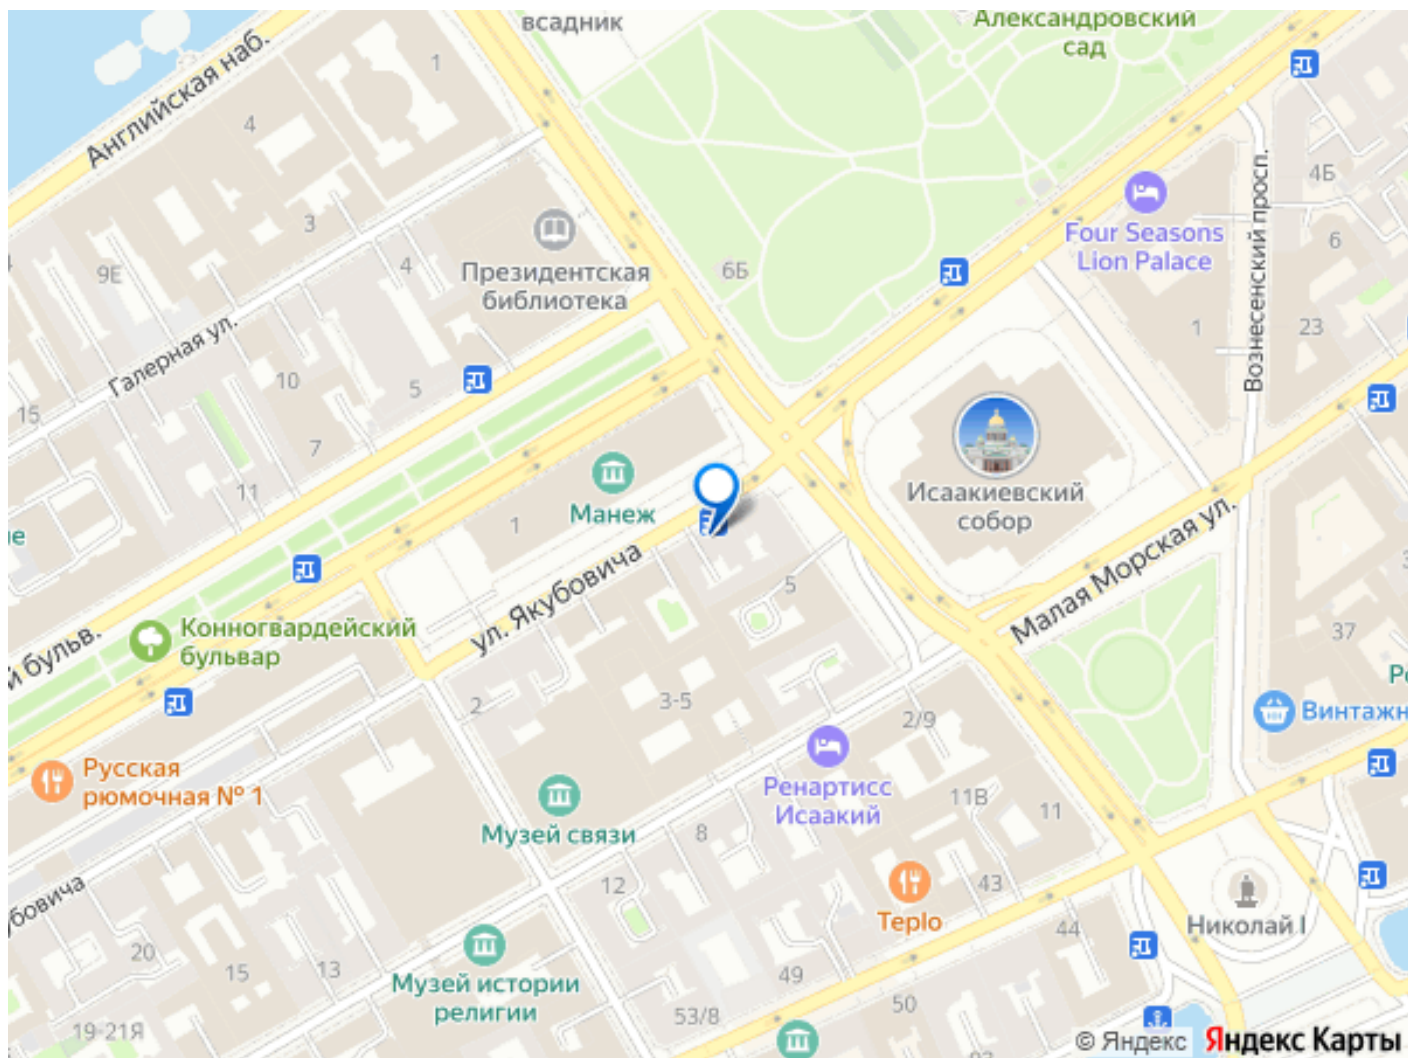 всадник
Александровский
сад
Английская наб.
1
4
4Б
3
Four Seasons
Lion Palace
Вознесенский просп.
6
9Е
4
Президентская
библиотека
6Б
Галерная ул.
1
23
10
5
15
7
11
Исаакиевский
собор
Манеж
1
Малая Морская ул.
ул. Якубовича
5
й бульв.
Конногвардейский
бульвар
37
3-5
2
2/9
Винтажн
Русская
рюмочная № 1
Ренартисс
Исаакий
11В
11
Музей связи
8
12
43
Teplo
Николай I
44
бовича
20
15
13
49
Музей истории
религии
50
53/8
19-21Я
© Яндекс
Яндекс Карты